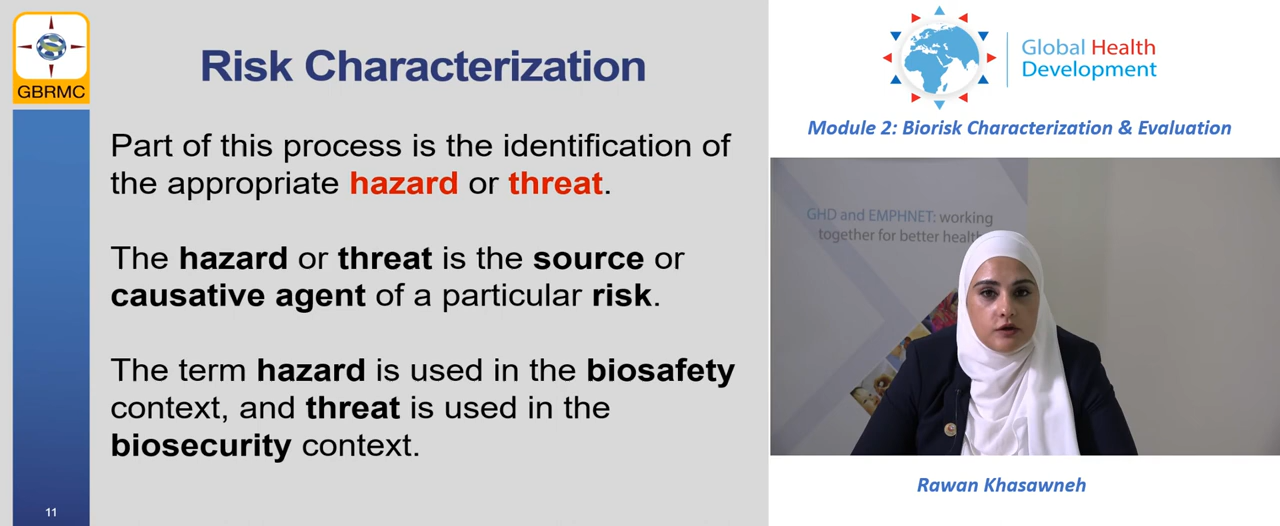 GBRMC
Risk Characterization
Part of this process is the identification of
the appropriate hazard or threat.
The hazard or threat is the source or
causative agent of a particular risk.
The term hazard is used in the biosafety
context, and threat is used in the
biosecurity context.
11
Global Health
Development
Module 2: Biorisk Characterization & Evaluation
GHD and EMPHNET: working
together for better health
Rawan Khasawneh